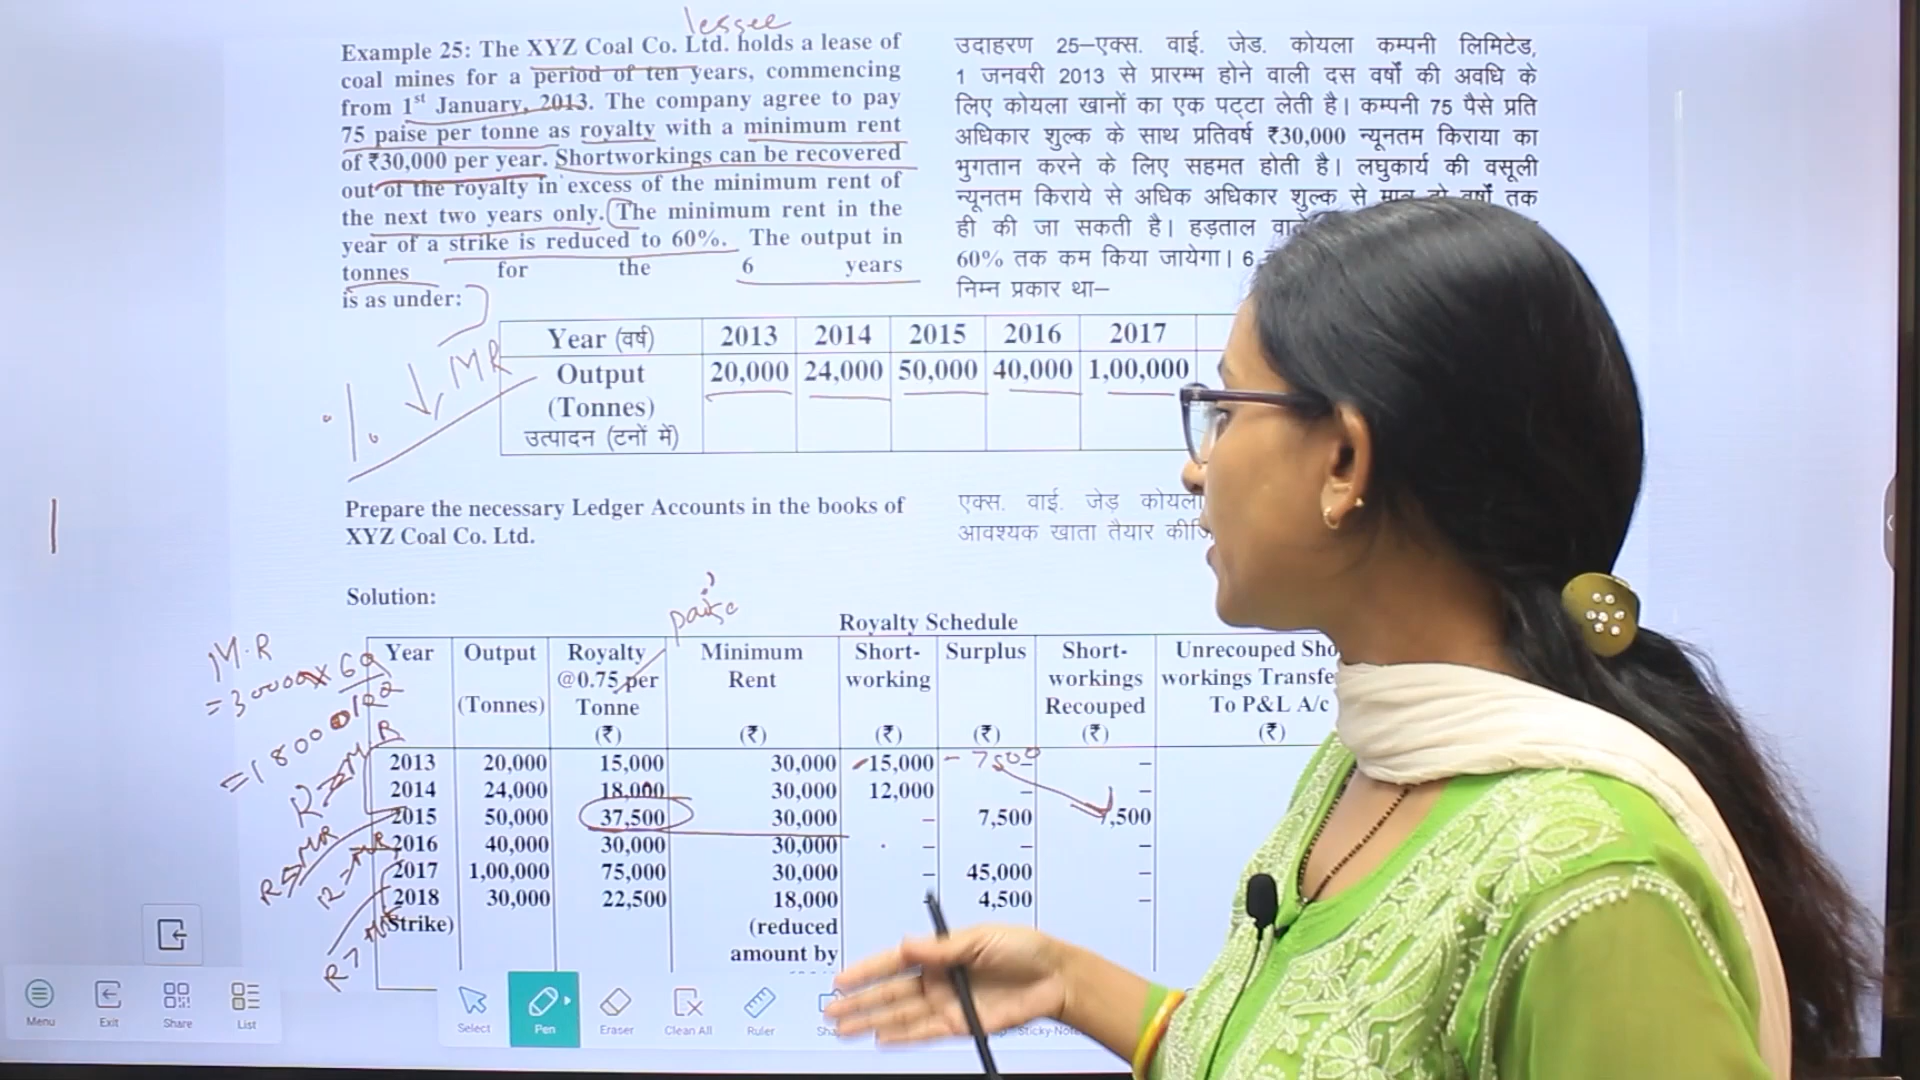 lessee
Example 25: The XYZ Coal Co. Ltd. holds a lease of
coal mines for a period of ten years, commencing
from 1st January, 2013. The company agree to pay
75 paise per tonne as royalty with a minimum rent
of ₹30,000 per year. Shortworkings can be recovered
out of the royalty in excess of the minimum rent of
the next two years only. The minimum rent in the
year of a strike is reduced to 60%. The output in
tonnes for the 6 years
is as under:
उदाहरण 25–एक्स. वाई. जेड. कोयला कम्पनी लिमिटेड,
1 जनवरी 2013 से प्रारम्भ होने वाली दस वर्षों की अवधि के
लिए कोयला खानों का एक पट्टा लेती है। कम्पनी 75 पैसे प्रति
अधिकार शुल्क के साथ प्रतिवर्ष ₹30,000 न्यूनतम किराया का
भुगतान करने के लिए सहमत होती है। लघुकार्य की वसूली
न्यूनतम किराये से अधिक अधिकार शुल्क से मात्र दो वर्षों तक
ही की जा सकती है। हड़ताल
60% तक कम किया जायेगा। 6
निम्न प्रकार था–
% ↓ MR
Year (वर्ष) 2013 2014 2015 2016 2017
Output 20,000 24,000 50,000 40,000 1,00,000
(Tonnes)
उत्पादन (टनों में)
Prepare the necessary Ledger Accounts in the books of
XYZ Coal Co. Ltd.
एक्स. वाई. जेड़ कोयला
आवश्यक खाता तैयार
Solution:
paise
Royalty Schedule
M.R
= 30000 × 60
100
= 18000
Year Output Royalty Minimum Short- Surplus Short- Unrecouped
@0.75 per Rent working workings workings
(Tonnes) Tonne Recouped To P&L A/c
(₹) (₹) (₹) (₹) (₹) (₹)
2013 20,000 15,000 30,000 15,000 – 7500 – –
2014 24,000 18,000 30,000 12,000 – –
2015 50,000 37,500 30,000 – 7,500 7,500
2016 40,000 30,000 30,000 – – –
2017 1,00,000 75,000 30,000 – 45,000 –
2018 30,000 22,500 18,000 – 4,500 –
(Strike) (reduced
amount by
Menu
Exit
Share
List
Select
Pen
Eraser
Clean All
Ruler